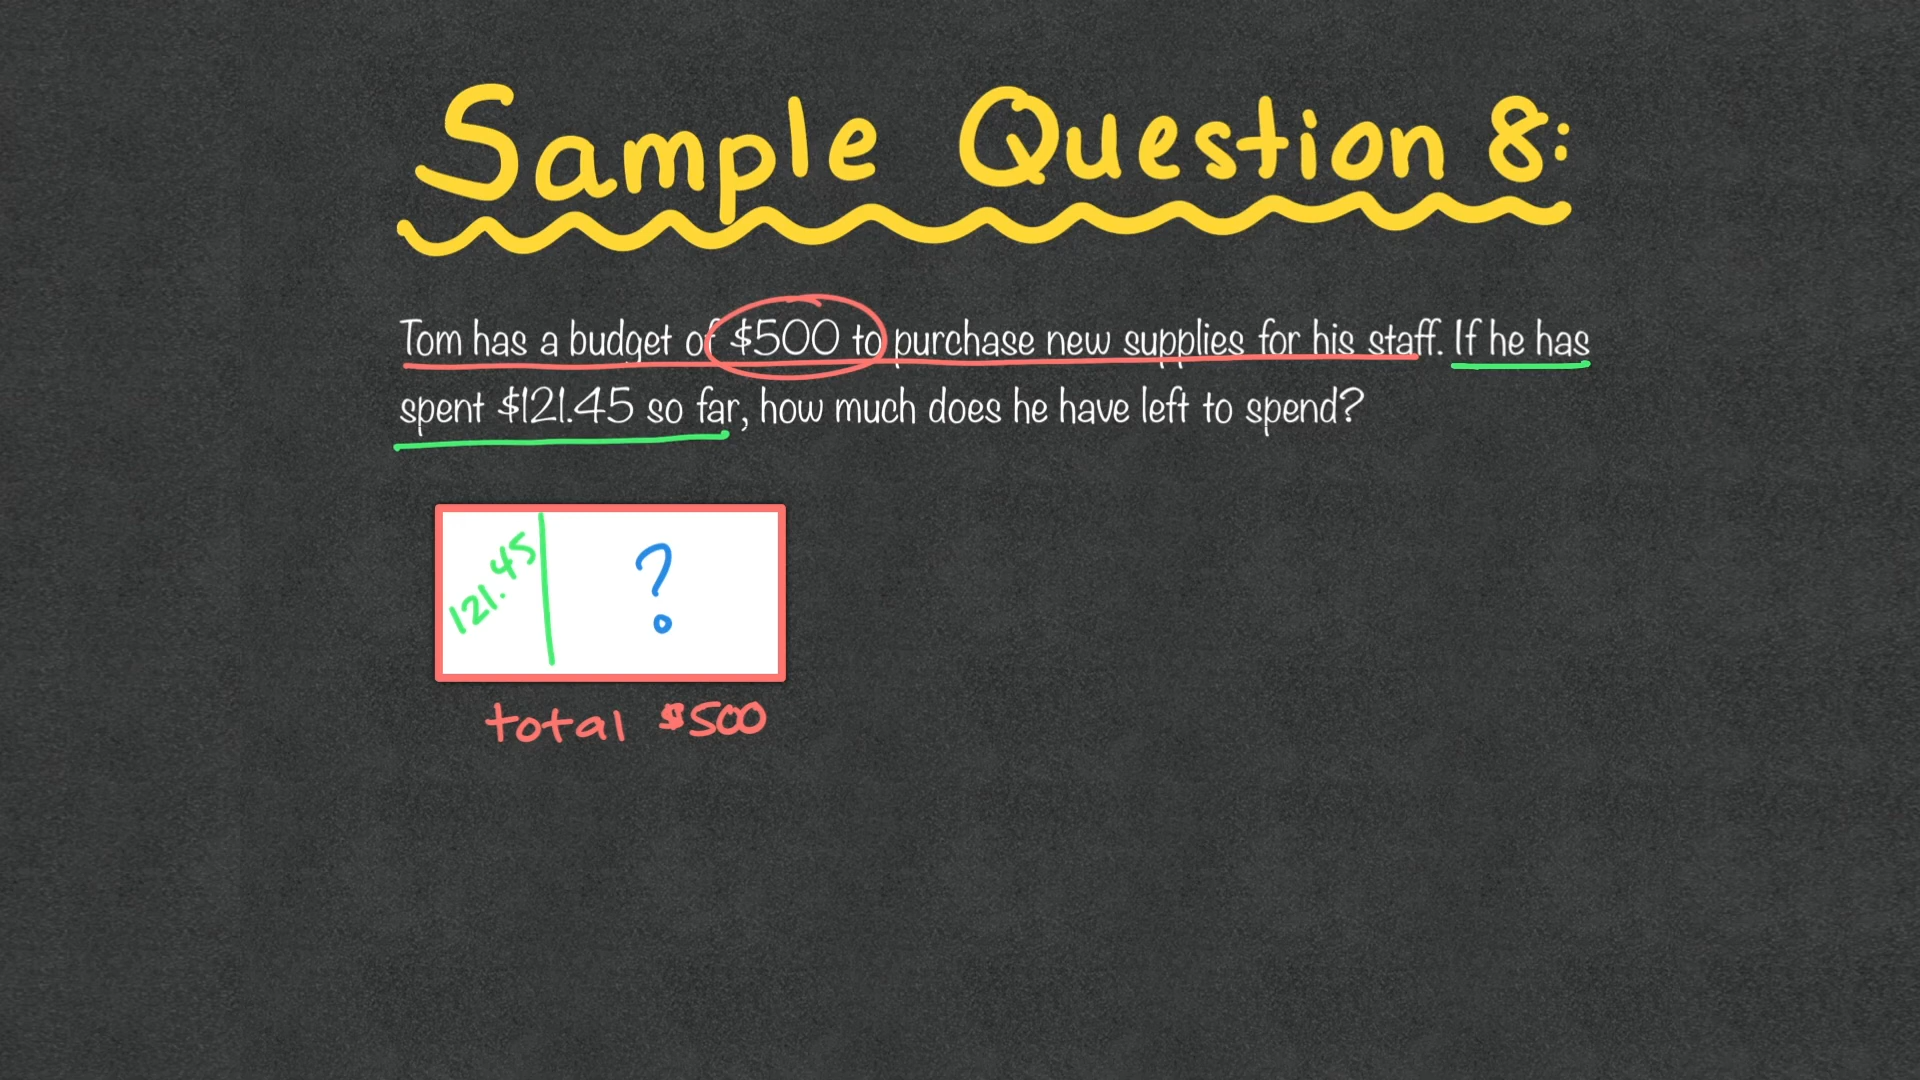 Sample Question 8:
Tom has a budget of $500 to purchase new supplies for his staff. If he has
spent $121.45 so far, how much does he have left to spend?
121.45
?
total $500